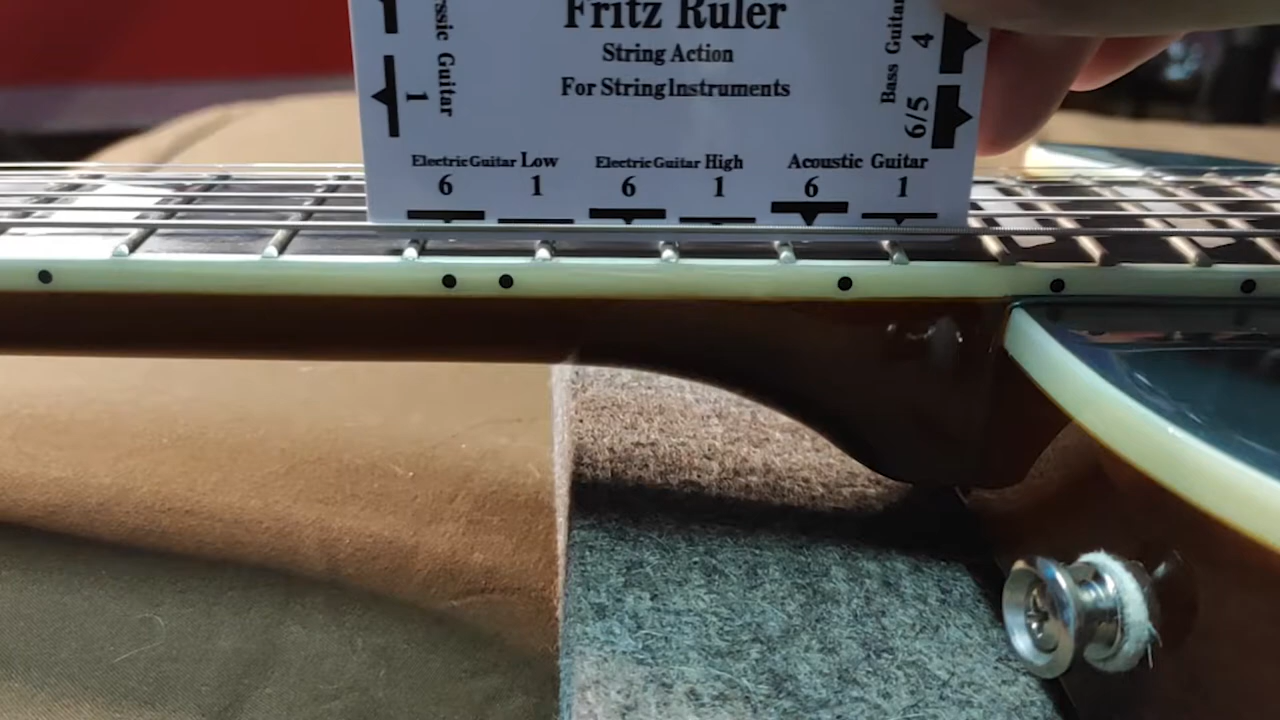 Fritz Ruler
String Action
For String Instruments
Guitar
1
Bass Guitar
4
6/5
Electric Guitar Low
6 1
Electric Guitar High
6 1
Acoustic Guitar
6 1